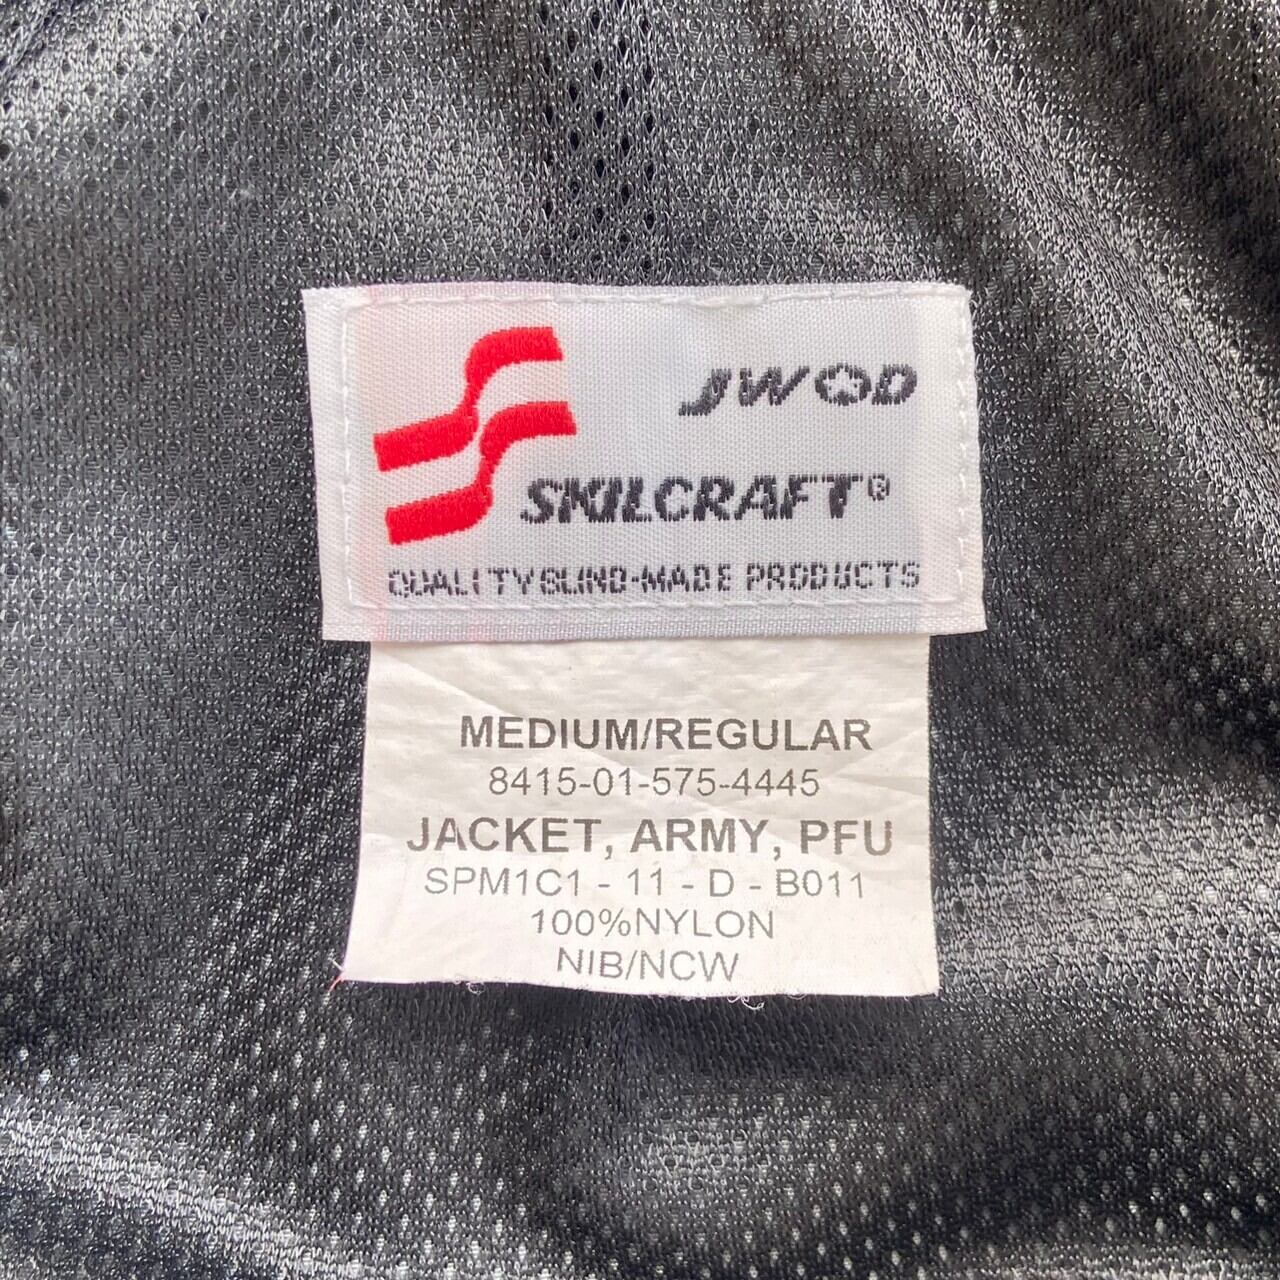 JWOD
SKILCRAFT®
QUALITY BLIND-MADE PRODUCTS
MEDIUM/REGULAR
8415-01-575-4445
JACKET, ARMY, PFU
SPM1C1 - 11 - D - B011
100%NYLON
NIB/NCW